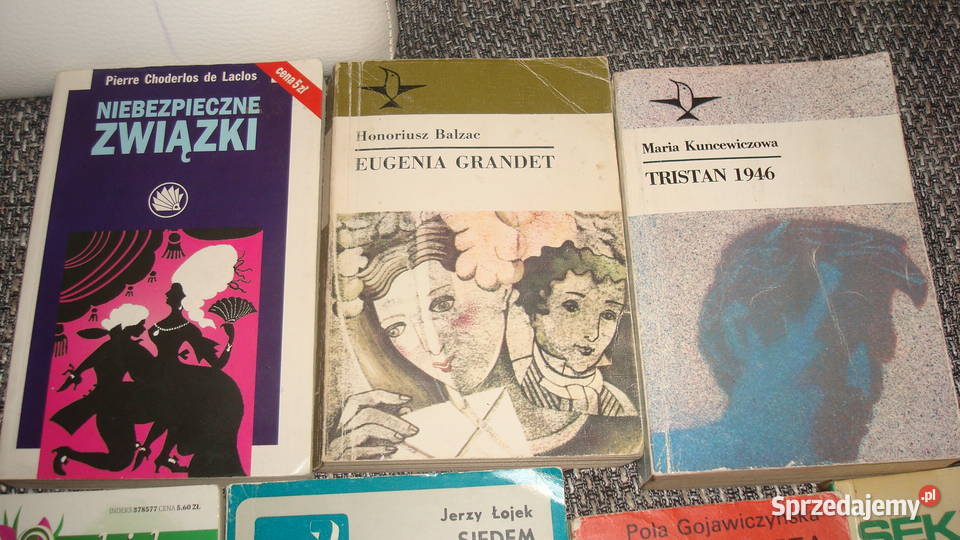 Pierre Choderlos de Laclos
cena 5 zł
NIEBEZPIECZNE
ZWIĄZKI
Honoriusz Balzac
EUGENIA GRANDET
Maria Kuncewiczowa
TRISTAN 1946
INDEKS 378577 CENA 5,60 ZŁ
Jerzy Łojek
SIEDEM
Pola Gojawiczyńska
SEK
Sprzedajemy.pl